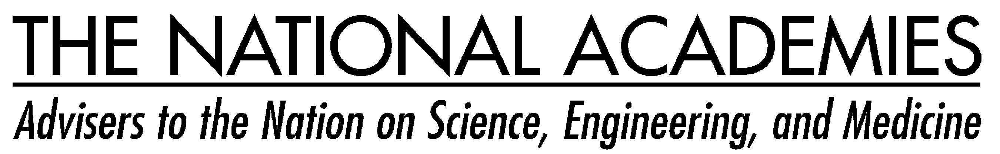 THE NATIONAL ACADEMIES
Advisers to the Nation on Science, Engineering, and Medicine